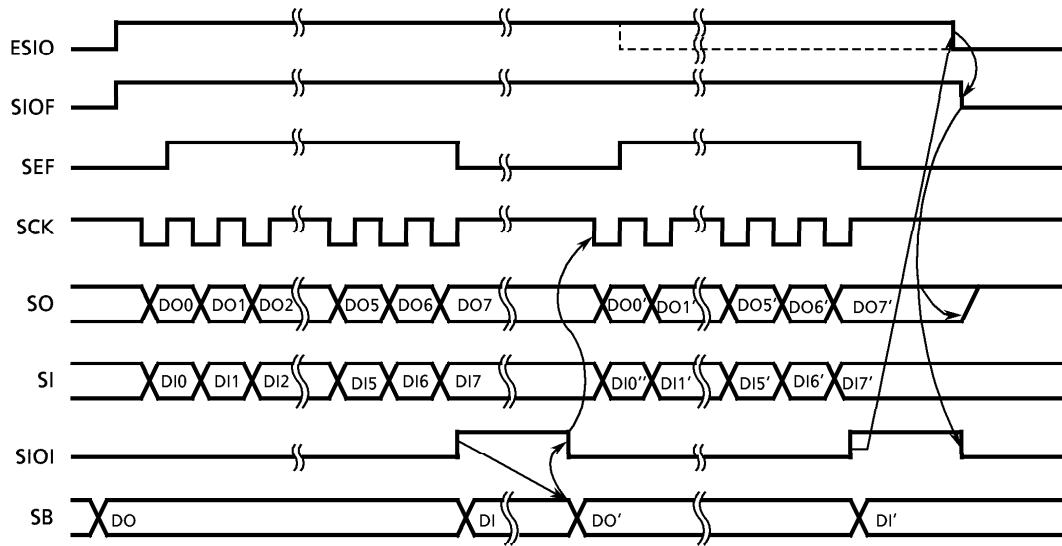 ESIO
SIOF
SEF
SCK
SO DO0 DO1 DO2 DO5 DO6 DO7 DO0' DO1' DO5' DO6' DO7'
SI DI0 DI1 DI2 DI5 DI6 DI7 DI0'' DI1' DI5' DI6' DI7'
SIOI
SB DO DI DO' DI'